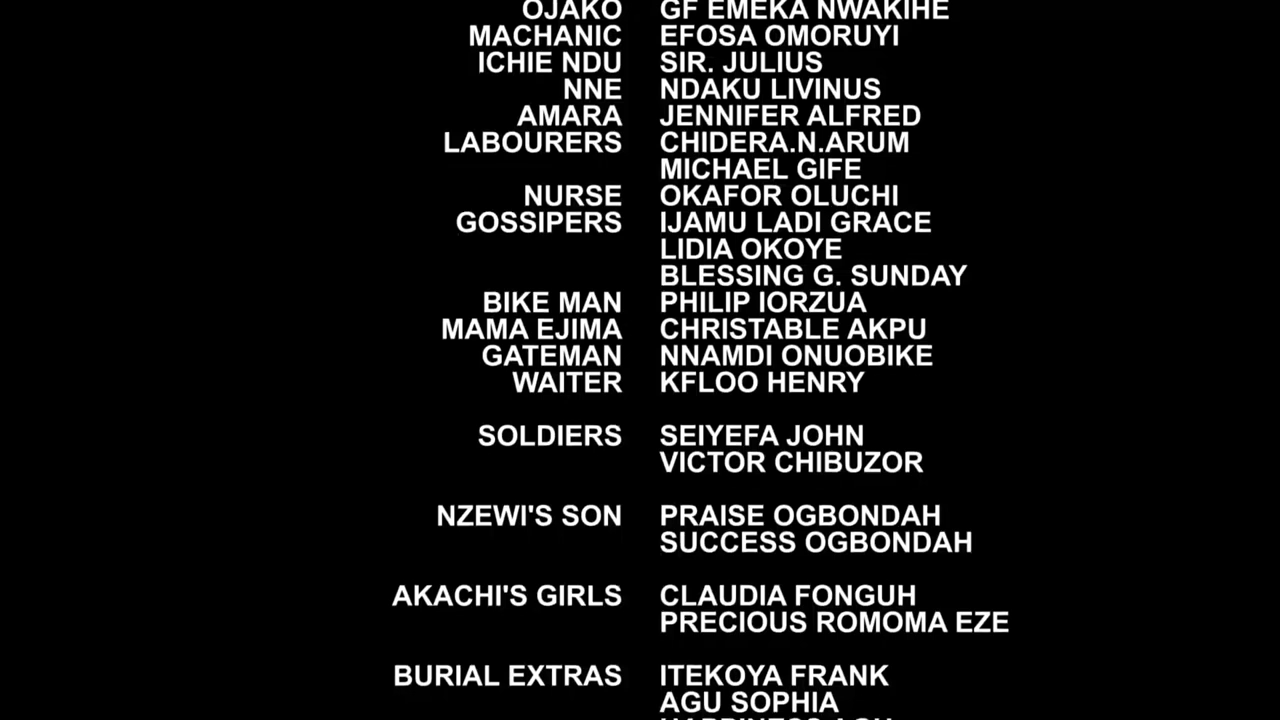 OJAKO GF EMEKA NWAKIHE
MACHANIC EFOSA OMORUYI
ICHIE NDU SIR. JULIUS
NNE NDAKU LIVINUS
AMARA JENNIFER ALFRED
LABOURERS CHIDERA.N.ARUM
MICHAEL GIFE
NURSE OKAFOR OLUCHI
GOSSIPERS IJAMU LADI GRACE
LIDIA OKOYE
BLESSING G. SUNDAY
BIKE MAN PHILIP IORZUA
MAMA EJIMA CHRISTABLE AKPU
GATEMAN NNAMDI ONUOBIKE
WAITER KFLOO HENRY
SOLDIERS SEIYEFA JOHN
VICTOR CHIBUZOR
NZEWI'S SON PRAISE OGBONDAH
SUCCESS OGBONDAH
AKACHI'S GIRLS CLAUDIA FONGUH
PRECIOUS ROMOMA EZE
BURIAL EXTRAS ITEKOYA FRANK
AGU SOPHIA